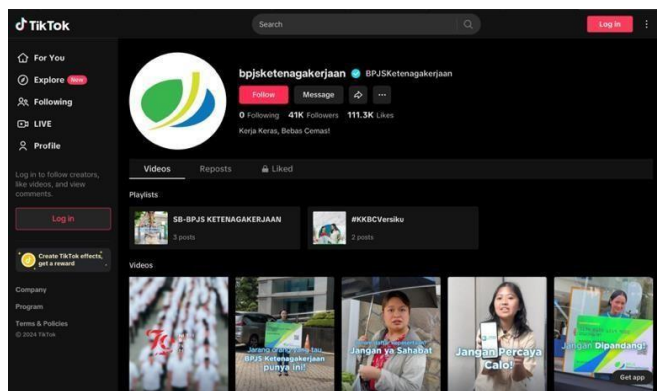 TikTok
Search
Log in
For You
Explore New
Following
LIVE
Profile
Log in to follow creators,
like videos, and view
comments.
Log in
Create TikTok effects,
get a reward
Company
Program
Terms & Policies
© 2024 TikTok
bpjsketenagakerjaan BPJSKetenagakerjaan
Follow Message
0 Following 41K Followers 111.3K Likes
Kerja Keras, Bebas Cemas!
Videos Reposts Liked
Playlists
SB-BPJS KETENAGAKERJAAN
3 posts
#KKBCVersiku
2 posts
Videos
Jarang orang yang tau,
BPJS Ketenagakerjaan
punya ini!
Jangan ya Sahabat
Jangan Percaya
Calo!
Jangan Dipandang
Get app